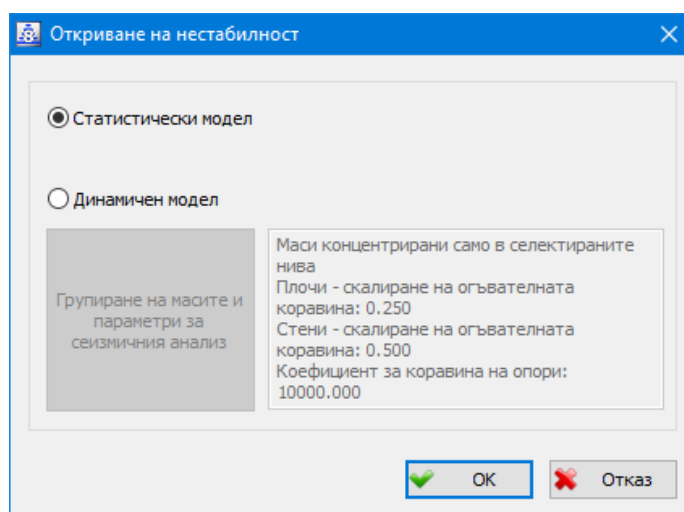 Откриване на нестабилност
Статистически модел
Динамичен модел
Групиране на масите и
параметри за
сеизмичния анализ
Маси концентрирани само в селектираните
нива
Плочи - скалиране на огъвателната
коравина: 0.250
Стени - скалиране на огъвателната
коравина: 0.500
Коефициент за коравина на опори:
10000.000
OK
Отказ